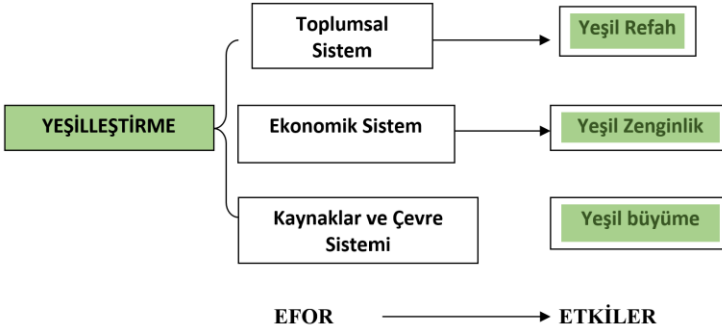 Toplumsal
Sistem
Yeşil Refah
YEŞİLLEŞTİRME
Ekonomik Sistem
Yeşil Zenginlik
Kaynaklar ve Çevre
Sistemi
Yeşil büyüme
EFOR
ETKİLER